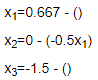 x₁=0.667 - ()
x₂=0 - (-0.5x₁)
x₃=-1.5 - ()